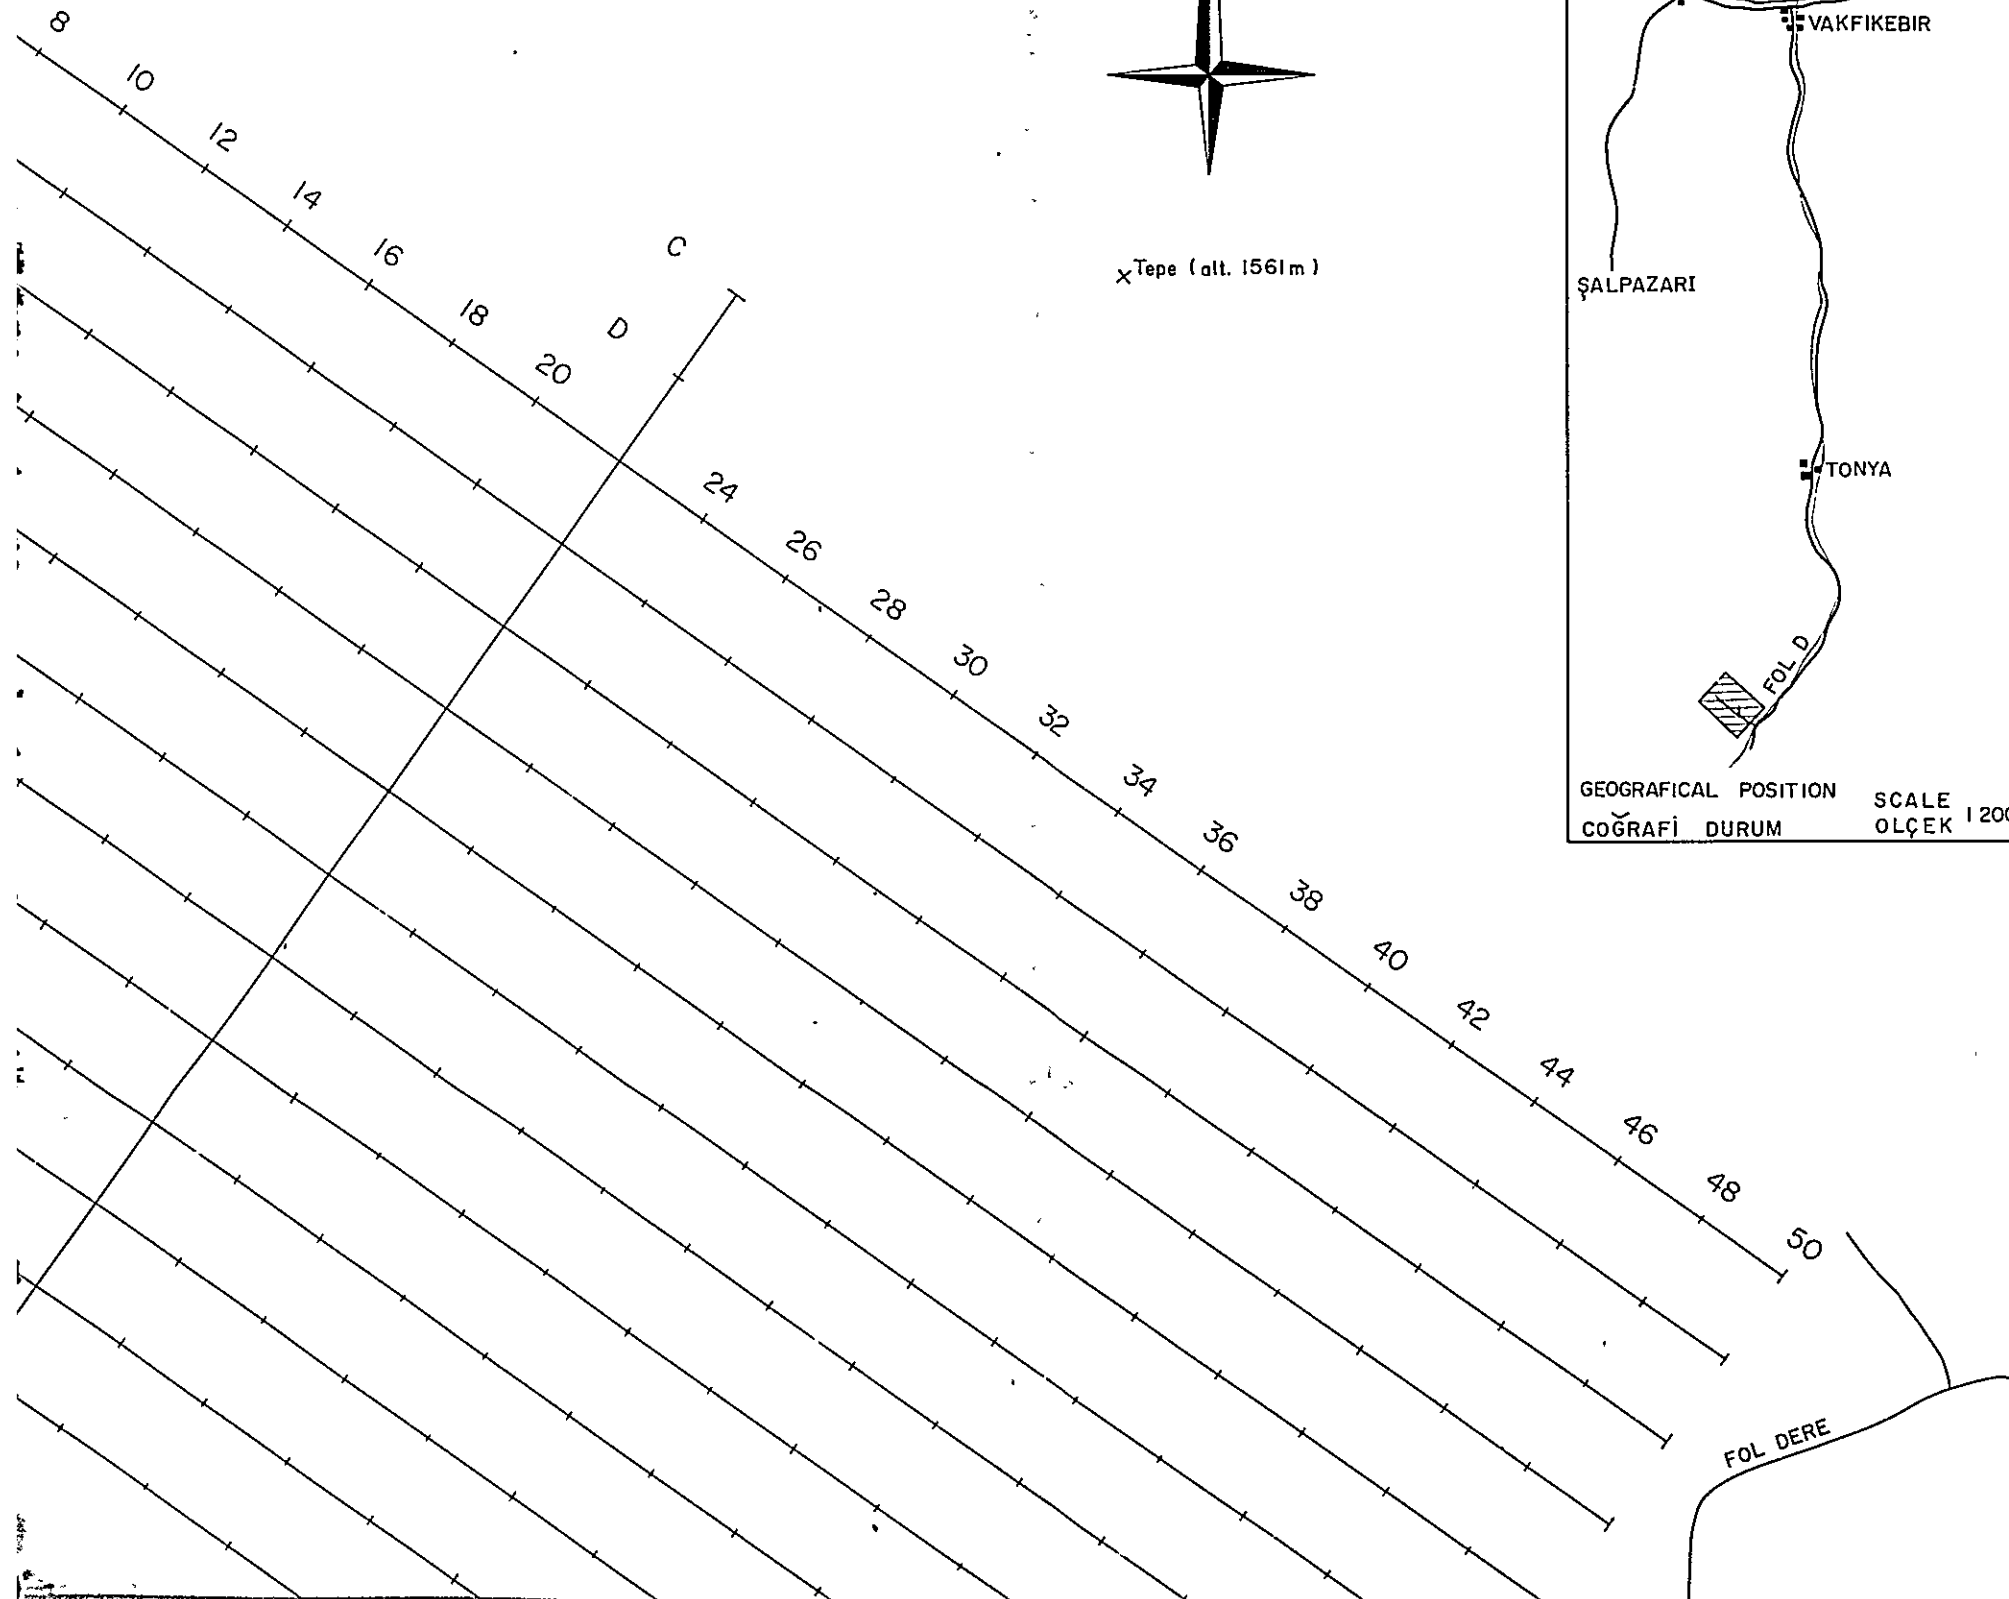 8
10
12
14
16
18
20
24
26
28
30
32
34
36
38
40
42
44
46
48
50
C
D
Tepe (alt. 1561m)
VAKFIKEBIR
ŞALPAZARI
TONYA
FOL D
GEOGRAFICAL POSITION
COĞRAFİ DURUM
SCALE
OLÇEK
FOL DERE